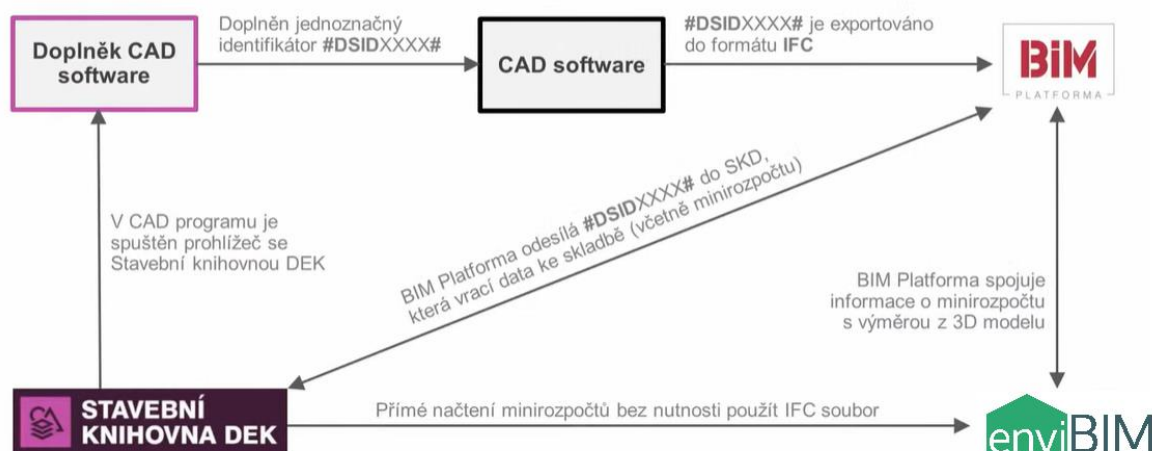 Doplněk CAD
software
Doplněn jednoznačný
identifikátor #DSIDXXXX#
CAD software
#DSIDXXXX# je exportováno
do formátu IFC
BIM
PLATFORMA
V CAD programu je
spuštěn prohlížeč se
Stavební knihovnou DEK
BIM Platforma odesílá #DSIDXXXX# do SKD,
která vrací data ke skladbě (včetně minirozpočtu)
BIM Platforma spojuje
informace o minirozpočtu
s výměrou z 3D modelu
STAVEBNÍ
KNIHOVNA DEK
Přímé načtení minirozpočtů bez nutnosti použít IFC soubor
enviBIM